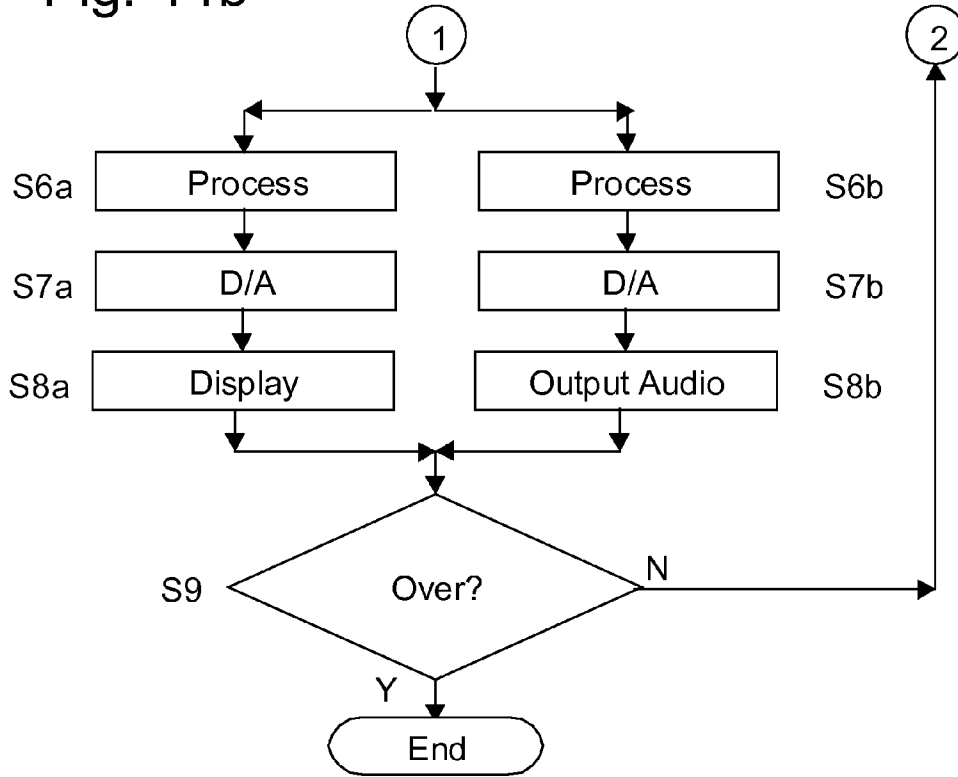 1
2
S6a
Process
Process
S6b
S7a
D/A
D/A
S7b
S8a
Display
Output Audio
S8b
S9
Over?
N
Y
End